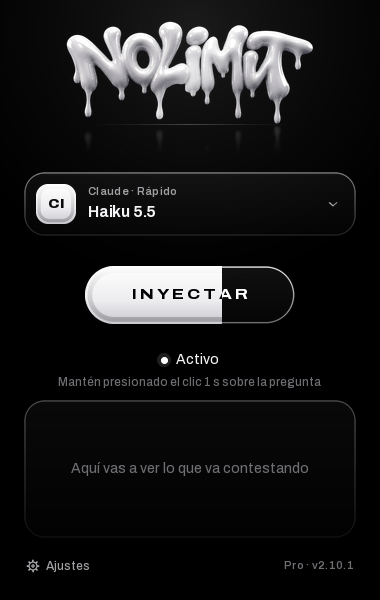 NOLIMIT
CI
Claude · Rápido
Haiku 5.5
INYECTAR
Activo
Mantén presionado el clic 1 s sobre la pregunta
Aquí vas a ver lo que va contestando
Ajustes
Pro · v2.10.1